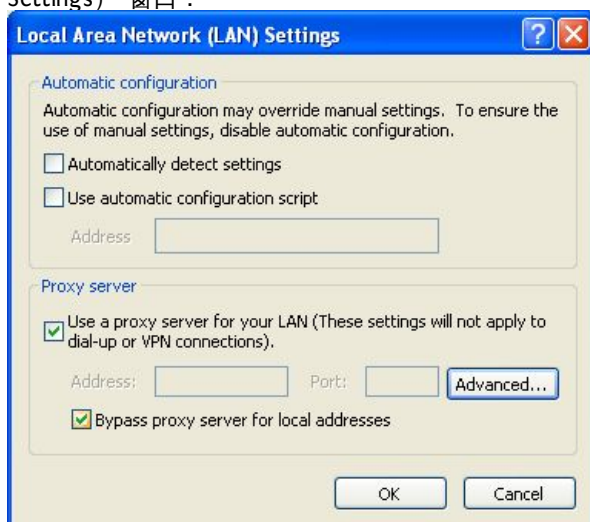 Settings） 窗口：
Local Area Network (LAN) Settings
Automatic configuration
Automatic configuration may override manual settings. To ensure the
use of manual settings, disable automatic configuration.
Automatically detect settings
Use automatic configuration script
Address
Proxy server
Use a proxy server for your LAN (These settings will not apply to
dial-up or VPN connections).
Address: Port: Advanced...
Bypass proxy server for local addresses
OK Cancel